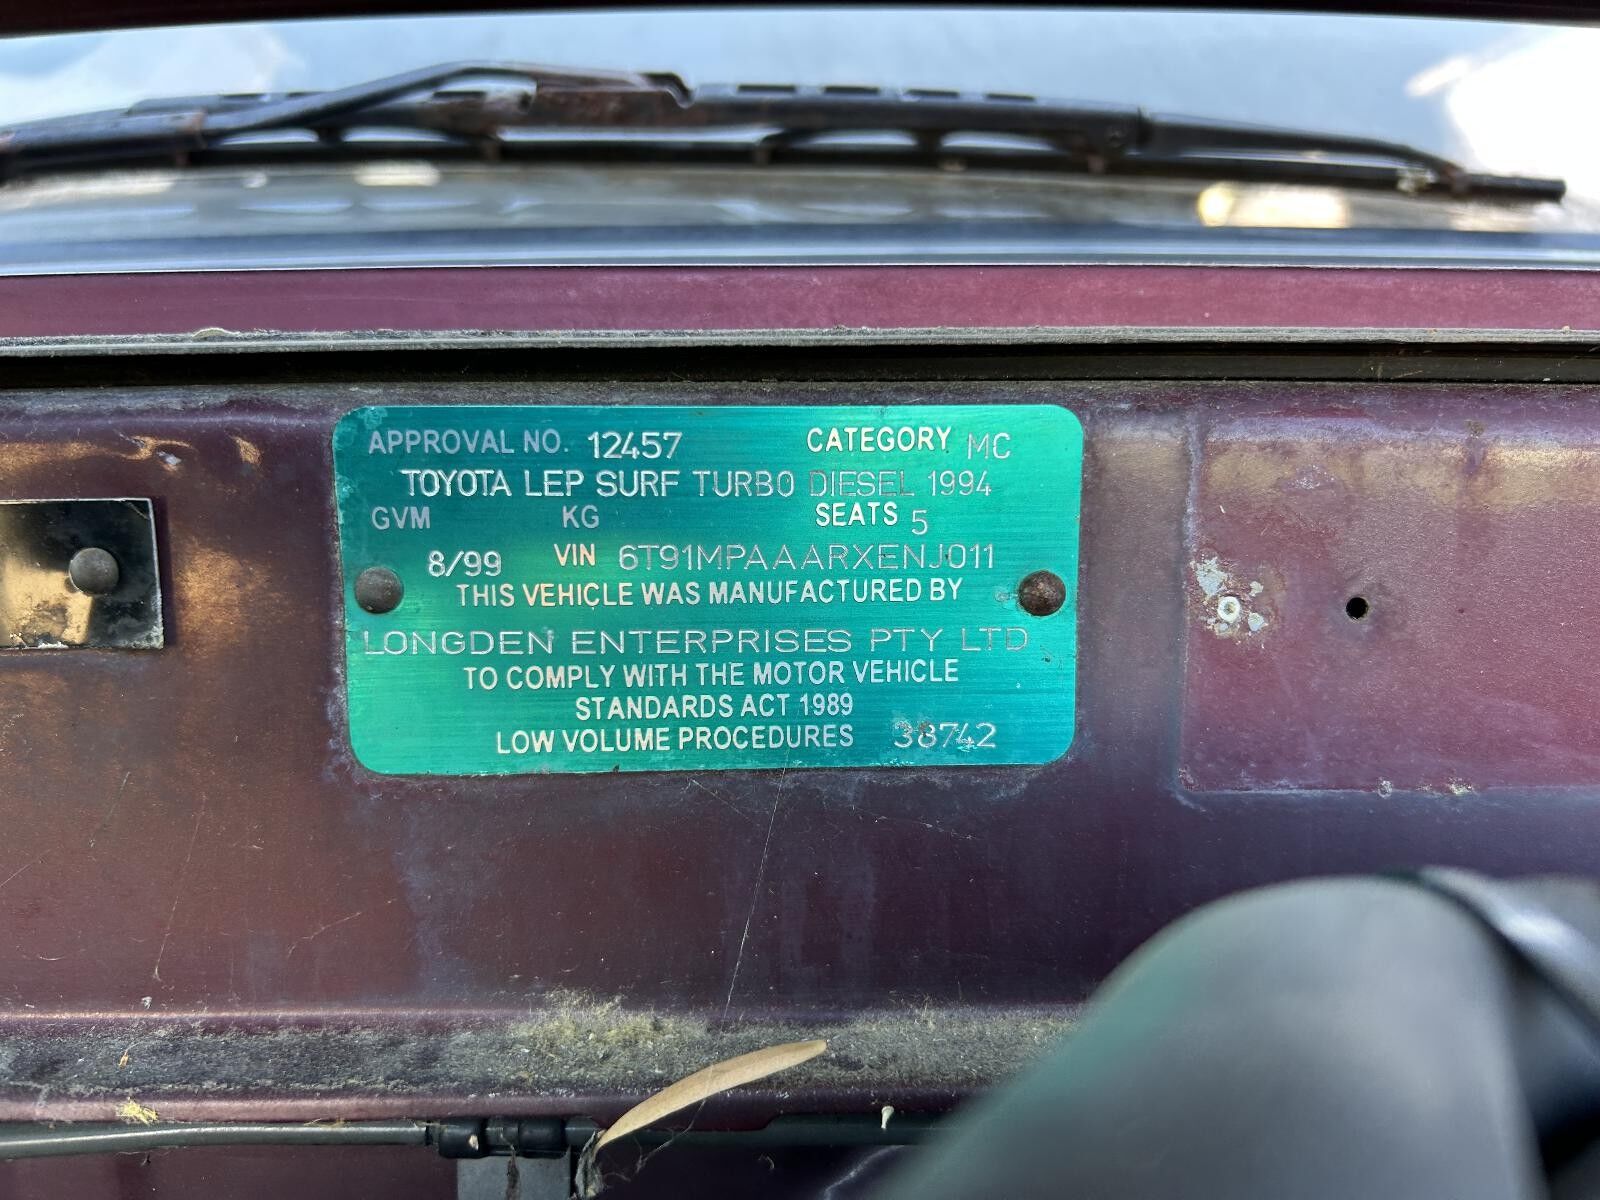 APPROVAL NO. 12457 CATEGORY MC
TOYOTA LEP SURF TURBO DIESEL 1994
GVM KG SEATS 5
8/99 VIN 6T91MPAAARXENJ011
THIS VEHICLE WAS MANUFACTURED BY
LONGDEN ENTERPRISES PTY LTD
TO COMPLY WITH THE MOTOR VEHICLE
STANDARDS ACT 1989
LOW VOLUME PROCEDURES 38742